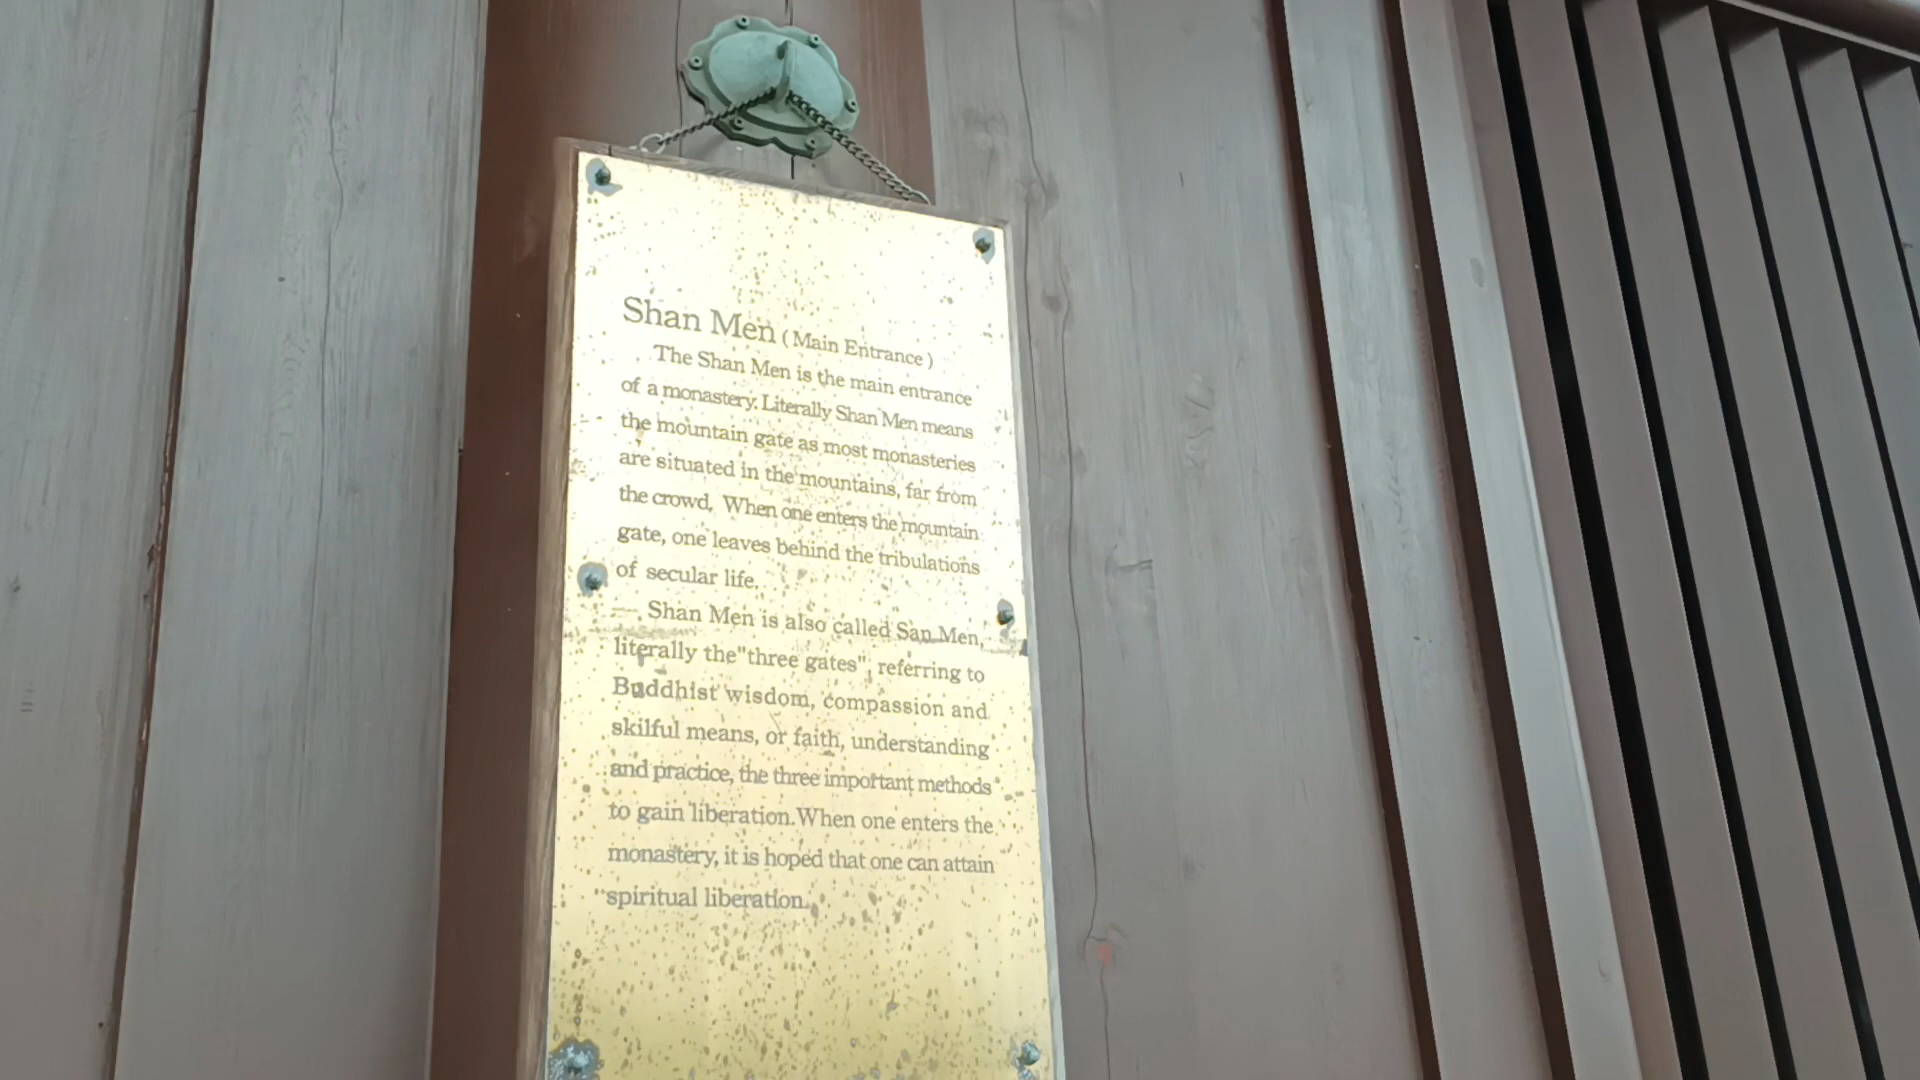 Shan Men ( Main Entrance )
The Shan Men is the main entrance
of a monastery. Literally Shan Men means
the mountain gate as most monasteries
are situated in the mountains, far from
the crowd. When one enters the mountain
gate, one leaves behind the tribulations
of secular life.
Shan Men is also called San Men,
literally the"three gates", referring to
Buddhist wisdom, compassion and
skilful means, or faith, understanding
and practice, the three important methods
to gain liberation.When one enters the
monastery, it is hoped that one can attain
spiritual liberation.